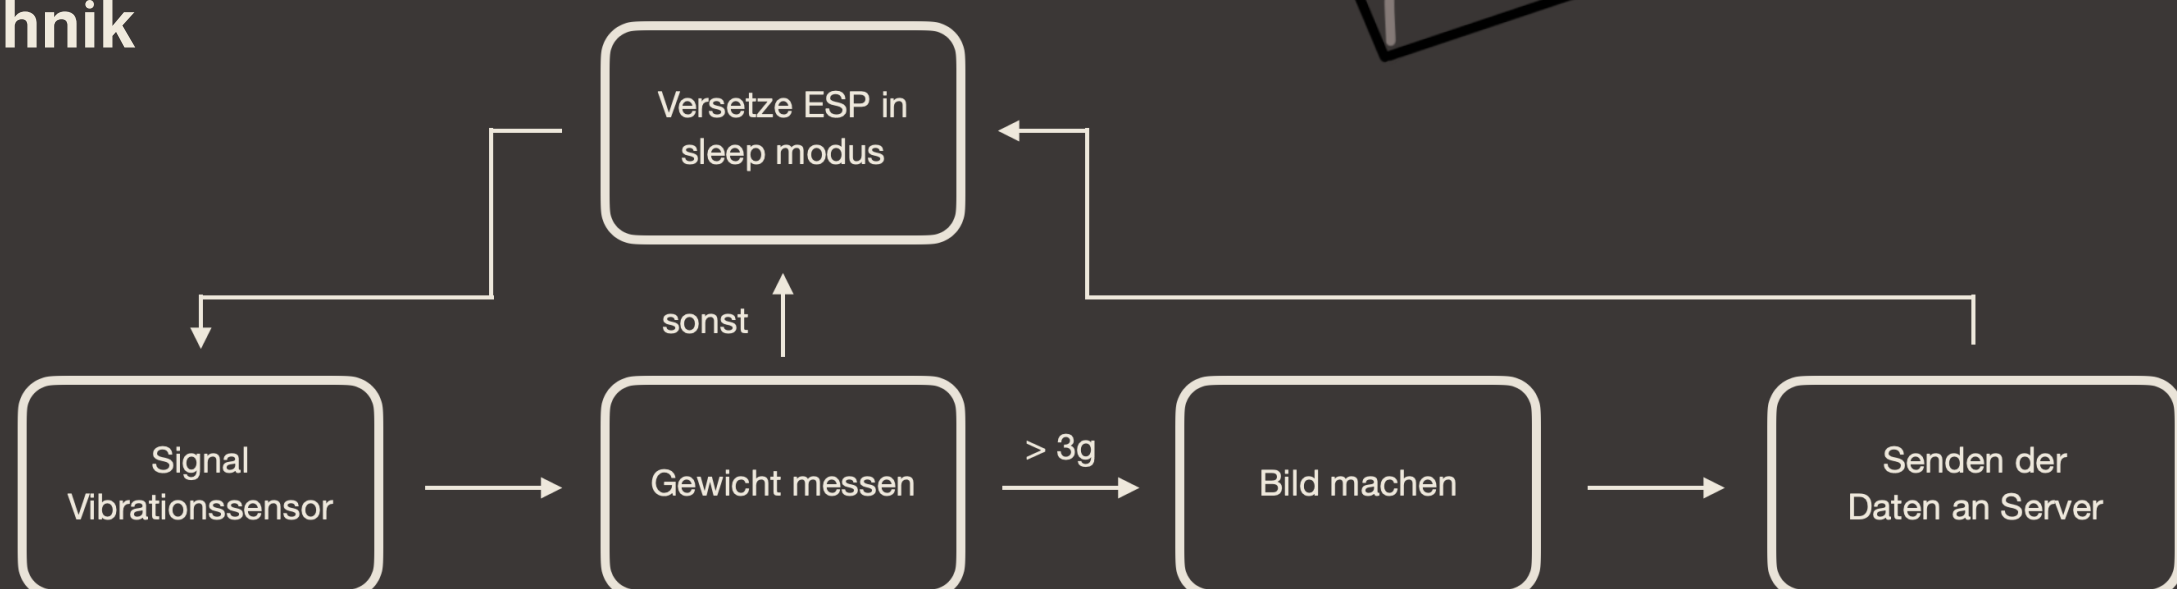 hnik
Versetze ESP in
sleep modus
sonst
> 3g
Signal
Vibrationssensor
Gewicht messen
Bild machen
Senden der
Daten an Server